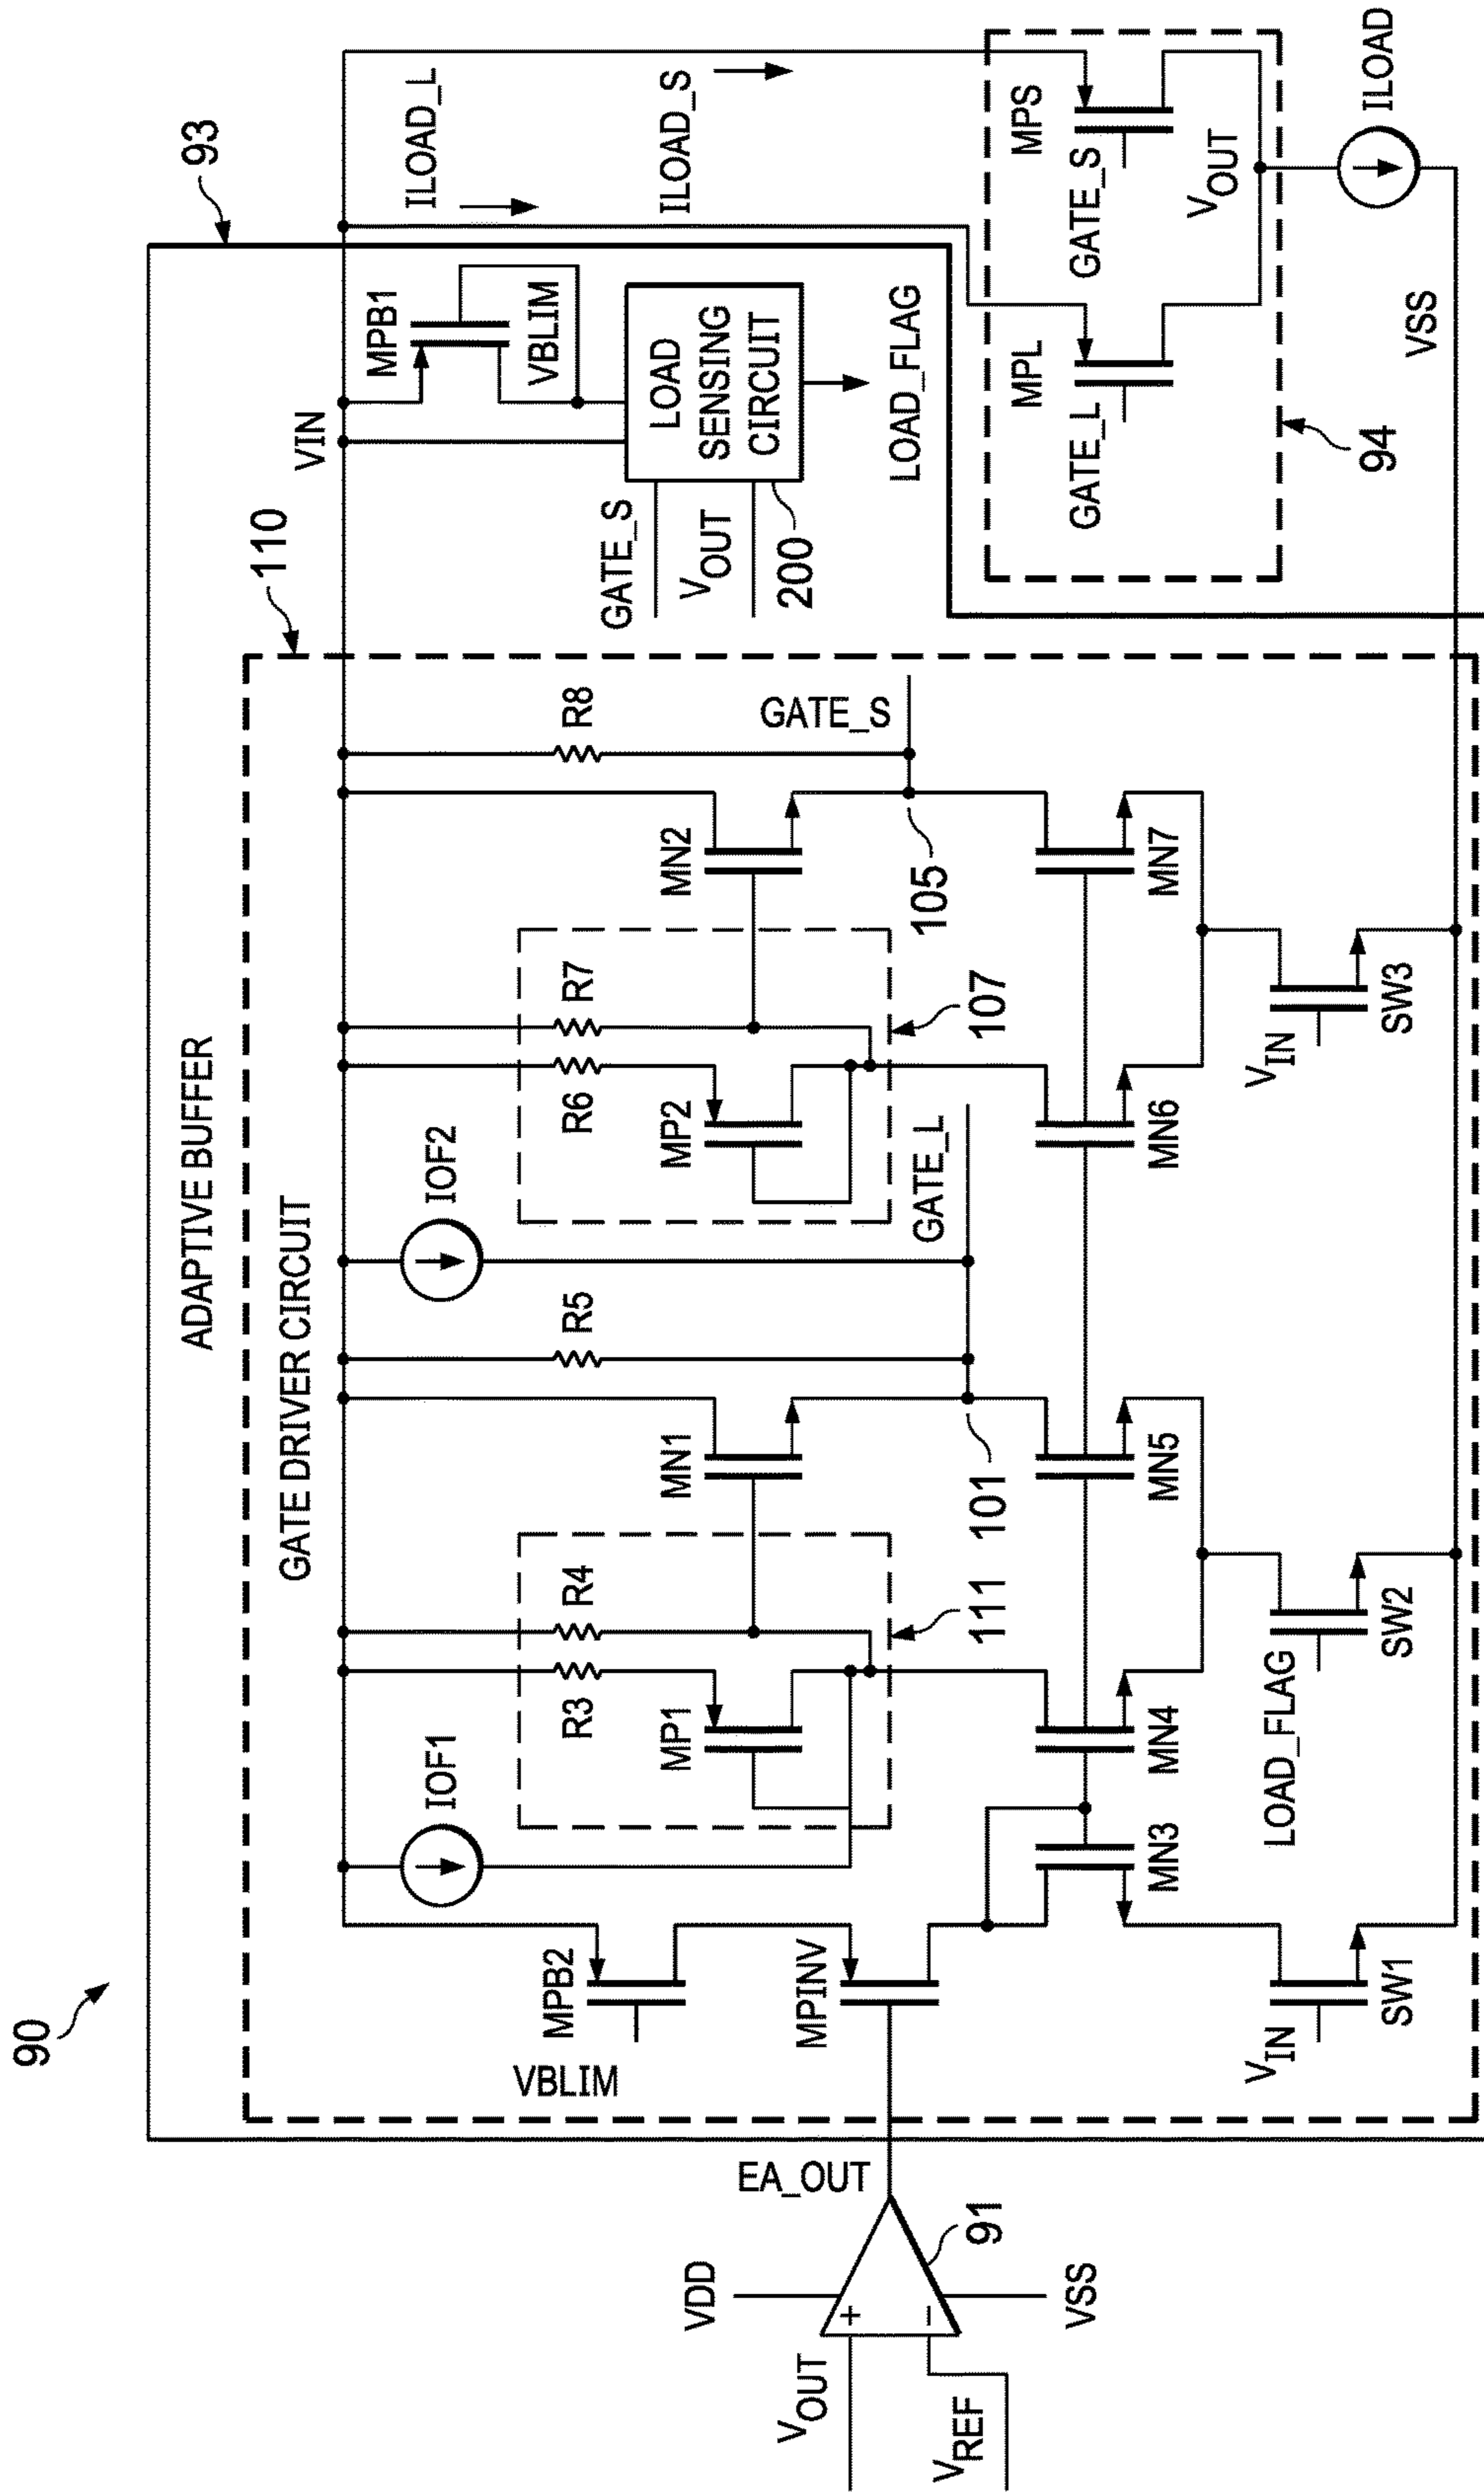 90
ADAPTIVE BUFFER
93
GATE DRIVER CIRCUIT
110
VIN
ILOAD_L
ILOAD_S
MPB1
VBLIM
LOAD
SENSING
CIRCUIT
GATE_S
VOUT
200
LOAD_FLAG
IOF1
IOF2
MPB2
VBLIM
R3
R4
MP1
111
MN1
R5
R6
R7
MP2
107
MN2
R8
GATE_S
105
GATE_L
101
EA_OUT
MPINV
MN3
MN4
MN5
MN6
MN7
VIN
SW1
LOAD_FLAG
SW2
VIN
SW3
VDD
VOUT
+
−
VREF
91
VSS
MPL
GATE_L
MPS
GATE_S
VOUT
94
ILOAD
VSS